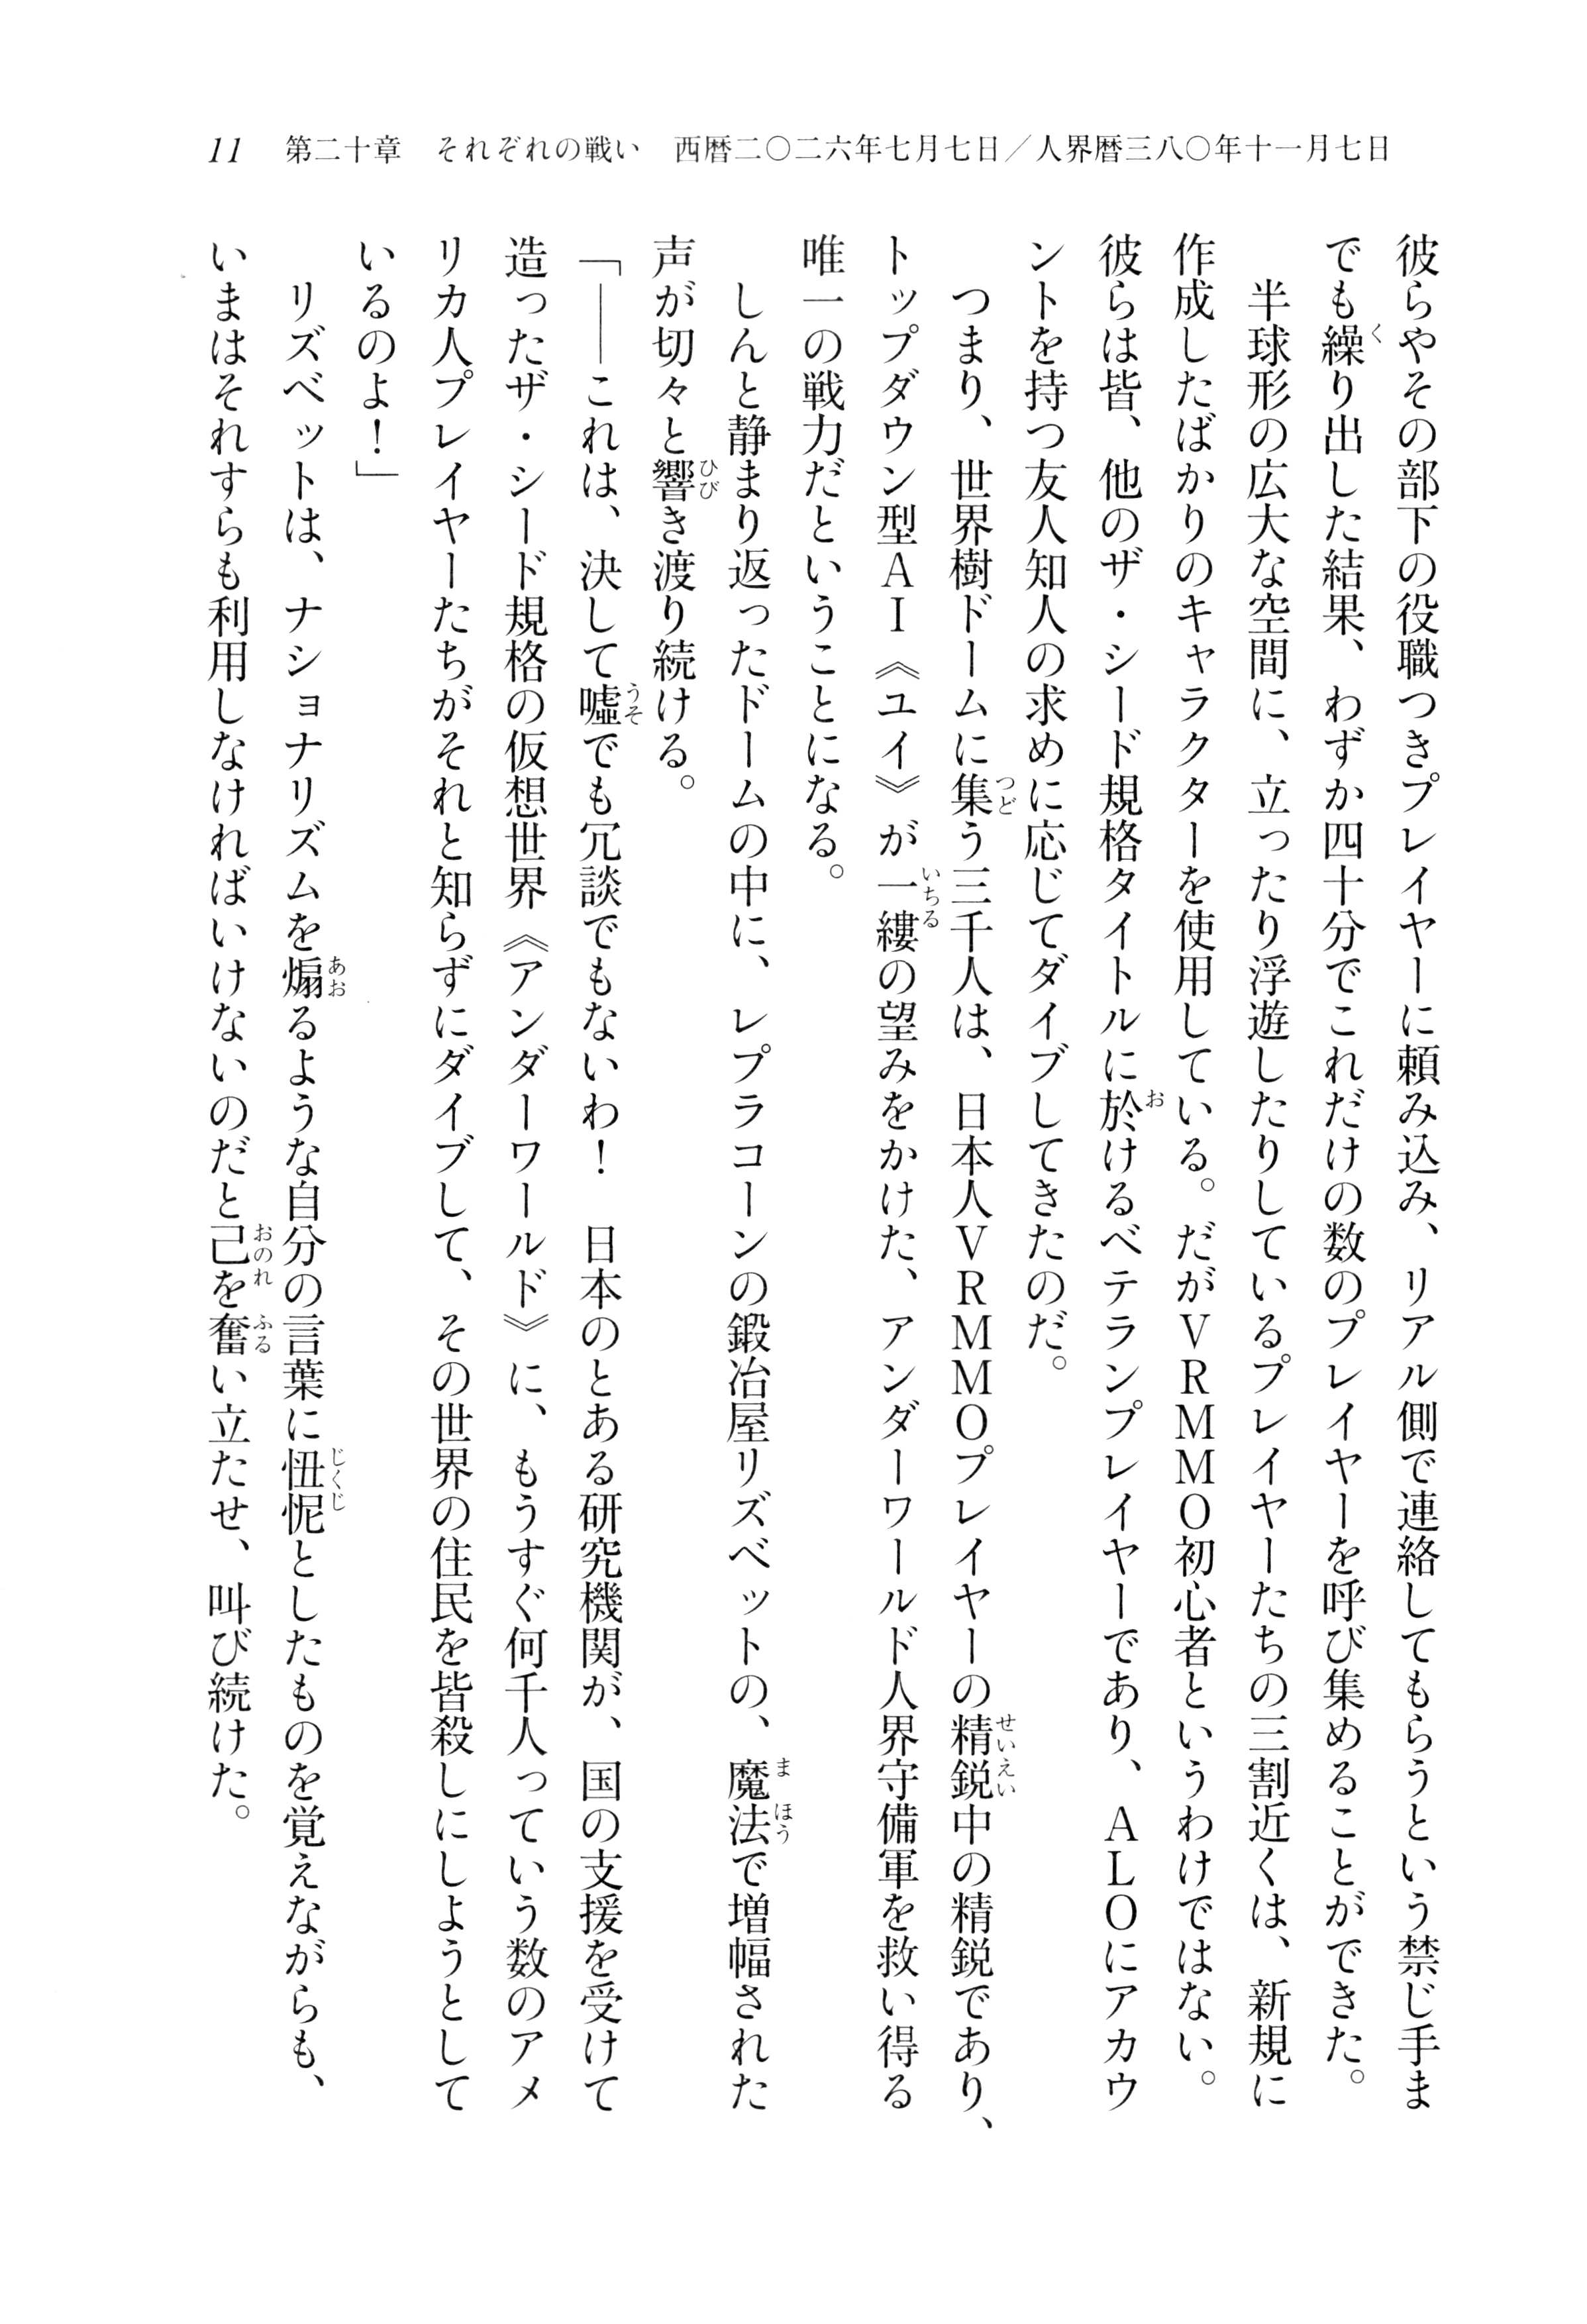 11　第二十章　それぞれの戦い　西暦二〇二六年七月七日／人界暦三八〇年十一月七日
彼らやその部下の役職つきプレイヤーに頼み込み、リアル側で連絡してもらうという禁じ手ま
でも繰り出した結果、わずか四十分でこれだけの数のプレイヤーを呼び集めることができた。
　半球形の広大な空間に、立ったり浮遊したりしているプレイヤーたちの三割近くは、新規に
作成したばかりのキャラクターを使用している。だがＶＲＭＭＯ初心者というわけではない。
彼らは皆、他のザ・シード規格タイトルに於けるベテランプレイヤーであり、ＡＬＯにアカウ
ントを持つ友人知人の求めに応じてダイブしてきたのだ。
　つまり、世界樹ドームに集う三千人は、日本人ＶＲＭＭＯプレイヤーの精鋭中の精鋭であり、
トップダウン型ＡＩ《ユイ》が一縷の望みをかけた、アンダーワールド人界守備軍を救い得る
唯一の戦力だということになる。
　しんと静まり返ったドームの中に、レプラコーンの鍛冶屋リズベットの、魔法で増幅された
声が切々と響き渡り続ける。
「――これは、決して嘘でも冗談でもないわ！　日本のとある研究機関が、国の支援を受けて
造ったザ・シード規格の仮想世界《アンダーワールド》に、もうすぐ何千人っていう数のアメ
リカ人プレイヤーたちがそれと知らずにダイブして、その世界の住民を皆殺しにしようとして
いるのよ！」
　リズベットは、ナショナリズムを煽るような自分の言葉に忸怩としたものを覚えながらも、
いまはそれすらも利用しなければいけないのだと己を奮い立たせ、叫び続けた。